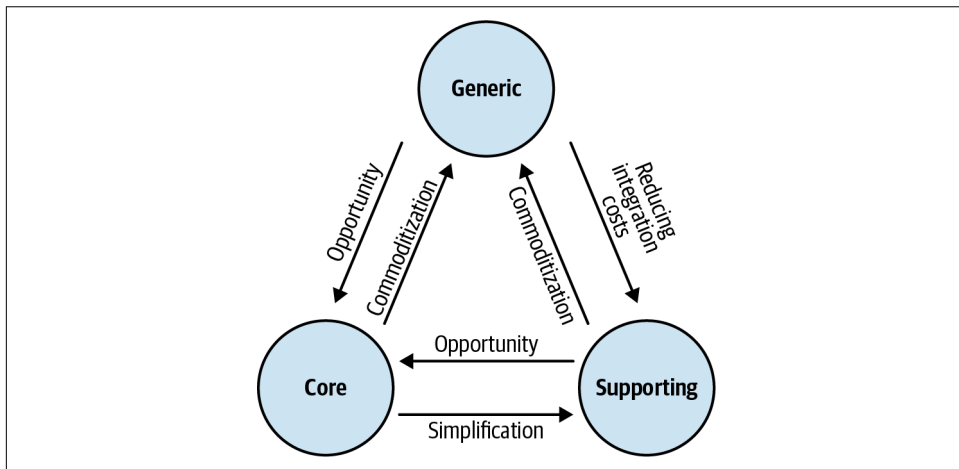 Generic
Opportunity
Commoditization
Commoditization
Reducing
integration
costs
Opportunity
Core
Supporting
Simplification